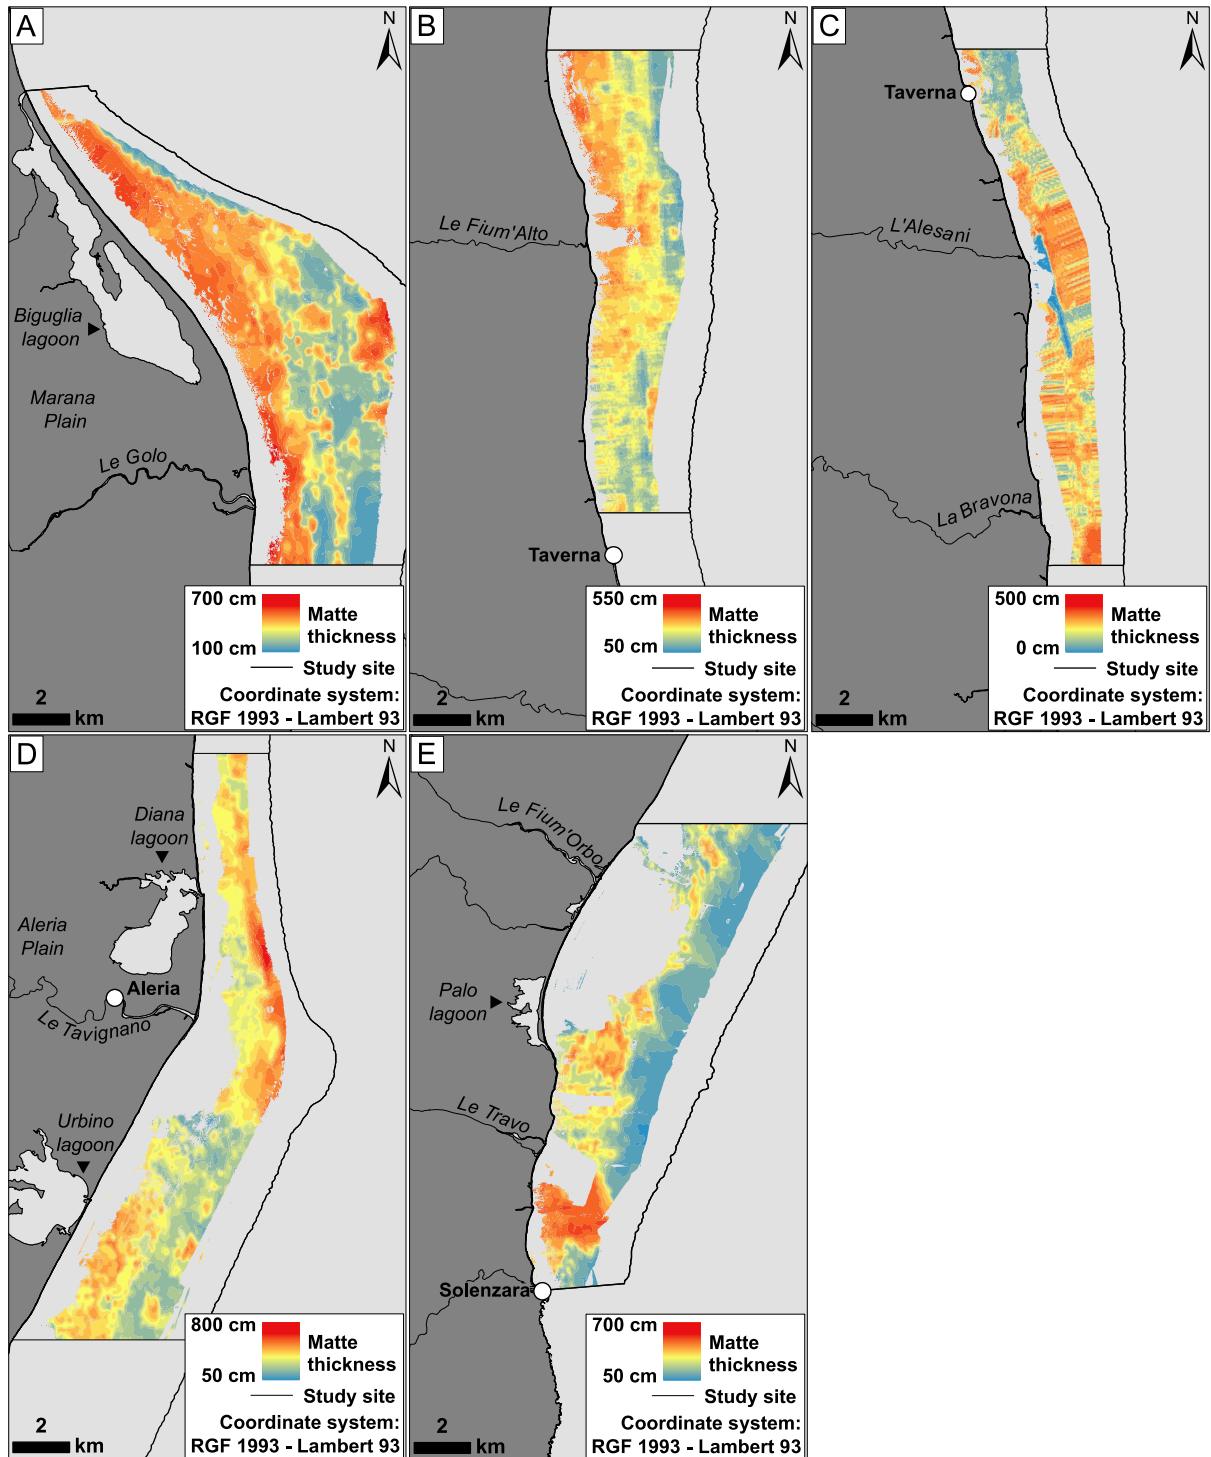 A
N
Biguglia
lagoon
Marana
Plain
Le Golo
700 cm
100 cm
Matte
thickness
Study site
2
km
Coordinate system:
RGF 1993 - Lambert 93
B
N
Le Fium'Alto
Taverna
550 cm
50 cm
Matte
thickness
Study site
2
km
Coordinate system:
RGF 1993 - Lambert 93
C
N
Taverna
L'Alesani
La Bravona
500 cm
0 cm
Matte
thickness
Study site
2
km
Coordinate system:
RGF 1993 - Lambert 93
D
N
Diana
lagoon
Aleria
Plain
Aleria
Le Tavignano
Urbino
lagoon
800 cm
50 cm
Matte
thickness
Study site
2
km
Coordinate system:
RGF 1993 - Lambert 93
E
N
Le Fium'Orbo
Palo
lagoon
Le Travo
Solenzara
700 cm
50 cm
Matte
thickness
Study site
2
km
Coordinate system:
RGF 1993 - Lambert 93